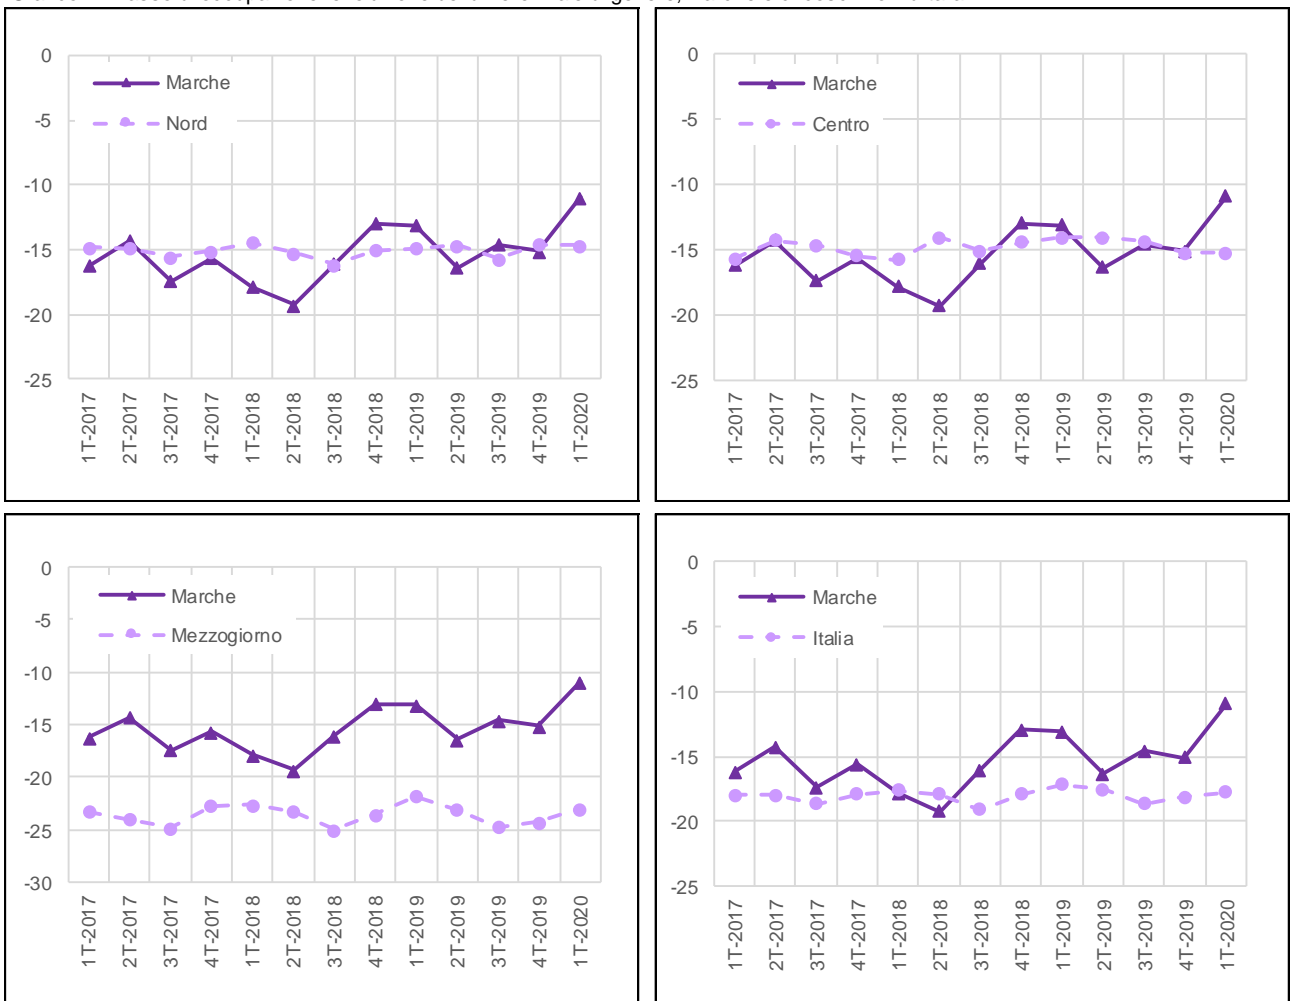 0
-5
-10
-15
-20
-25
Marche
Nord
1T-2017
2T-2017
3T-2017
4T-2017
1T-2018
2T-2018
3T-2018
4T-2018
1T-2019
2T-2019
3T-2019
4T-2019
1T-2020
0
-5
-10
-15
-20
-25
Marche
Centro
1T-2017
2T-2017
3T-2017
4T-2017
1T-2018
2T-2018
3T-2018
4T-2018
1T-2019
2T-2019
3T-2019
4T-2019
1T-2020
0
-5
-10
-15
-20
-25
-30
Marche
Mezzogiorno
1T-2017
2T-2017
3T-2017
4T-2017
1T-2018
2T-2018
3T-2018
4T-2018
1T-2019
2T-2019
3T-2019
4T-2019
1T-2020
0
-5
-10
-15
-20
-25
Marche
Italia
1T-2017
2T-2017
3T-2017
4T-2017
1T-2018
2T-2018
3T-2018
4T-2018
1T-2019
2T-2019
3T-2019
4T-2019
1T-2020